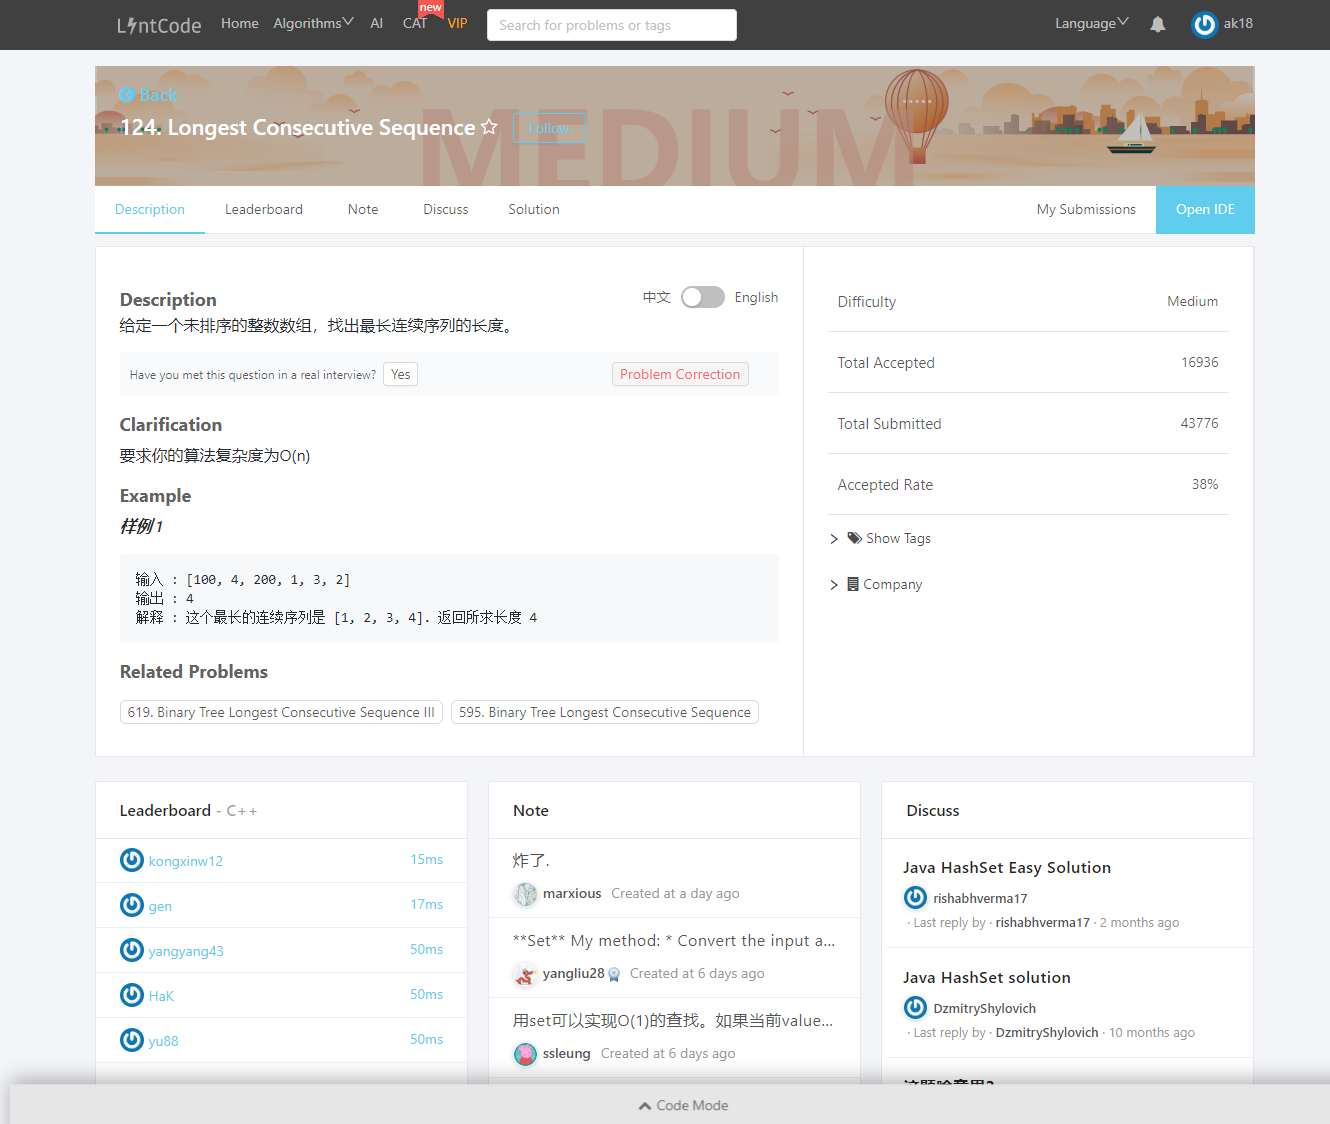 LintCode
Home
Algorithms
AI
CAT
new
VIP
Search for problems or tags
Language
ak18
Back
124. Longest Consecutive Sequence
Follow
MEDIUM
Description
Leaderboard
Note
Discuss
Solution
My Submissions
Open IDE
Description
中文
English
给定一个未排序的整数数组，找出最长连续序列的长度。
Have you met this question in a real interview?
Yes
Problem Correction
Clarification
要求你的算法复杂度为O(n)
Example
样例 1
输入 : [100, 4, 200, 1, 3, 2]
输出 : 4
解释 : 这个最长的连续序列是 [1, 2, 3, 4]. 返回所求长度 4
Related Problems
619. Binary Tree Longest Consecutive Sequence III
595. Binary Tree Longest Consecutive Sequence
Difficulty
Medium
Total Accepted
16936
Total Submitted
43776
Accepted Rate
38%
Show Tags
Company
Leaderboard - C++
kongxinw12
15ms
gen
17ms
yangyang43
50ms
HaK
50ms
yu88
50ms
Note
炸了.
marxious Created at a day ago
**Set** My method: * Convert the input a...
yangliu28 Created at 6 days ago
用set可以实现O(1)的查找。如果当前value...
ssleung Created at 6 days ago
Discuss
Java HashSet Easy Solution
rishabhverma17
· Last reply by · rishabhverma17 · 2 months ago
Java HashSet solution
DzmitryShylovich
· Last reply by · DzmitryShylovich · 10 months ago
Code Mode